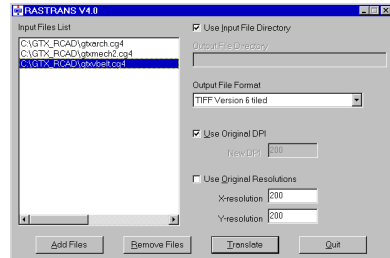 RASTRANS V4.0
Input Files List
C:\GTX_RCAD\gtxarch.cg4
C:\GTX_RCAD\gtxmech2.cg4
C:\GTX_RCAD\gtxvbelt.cg4
Use Input File Directory
Output File Directory
Output File Format
TIFF Version 6 tiled
Use Original DPI
New DPI 200
Use Original Resolutions
X-resolution 200
Y-resolution 200
Add Files Remove Files Translate Quit